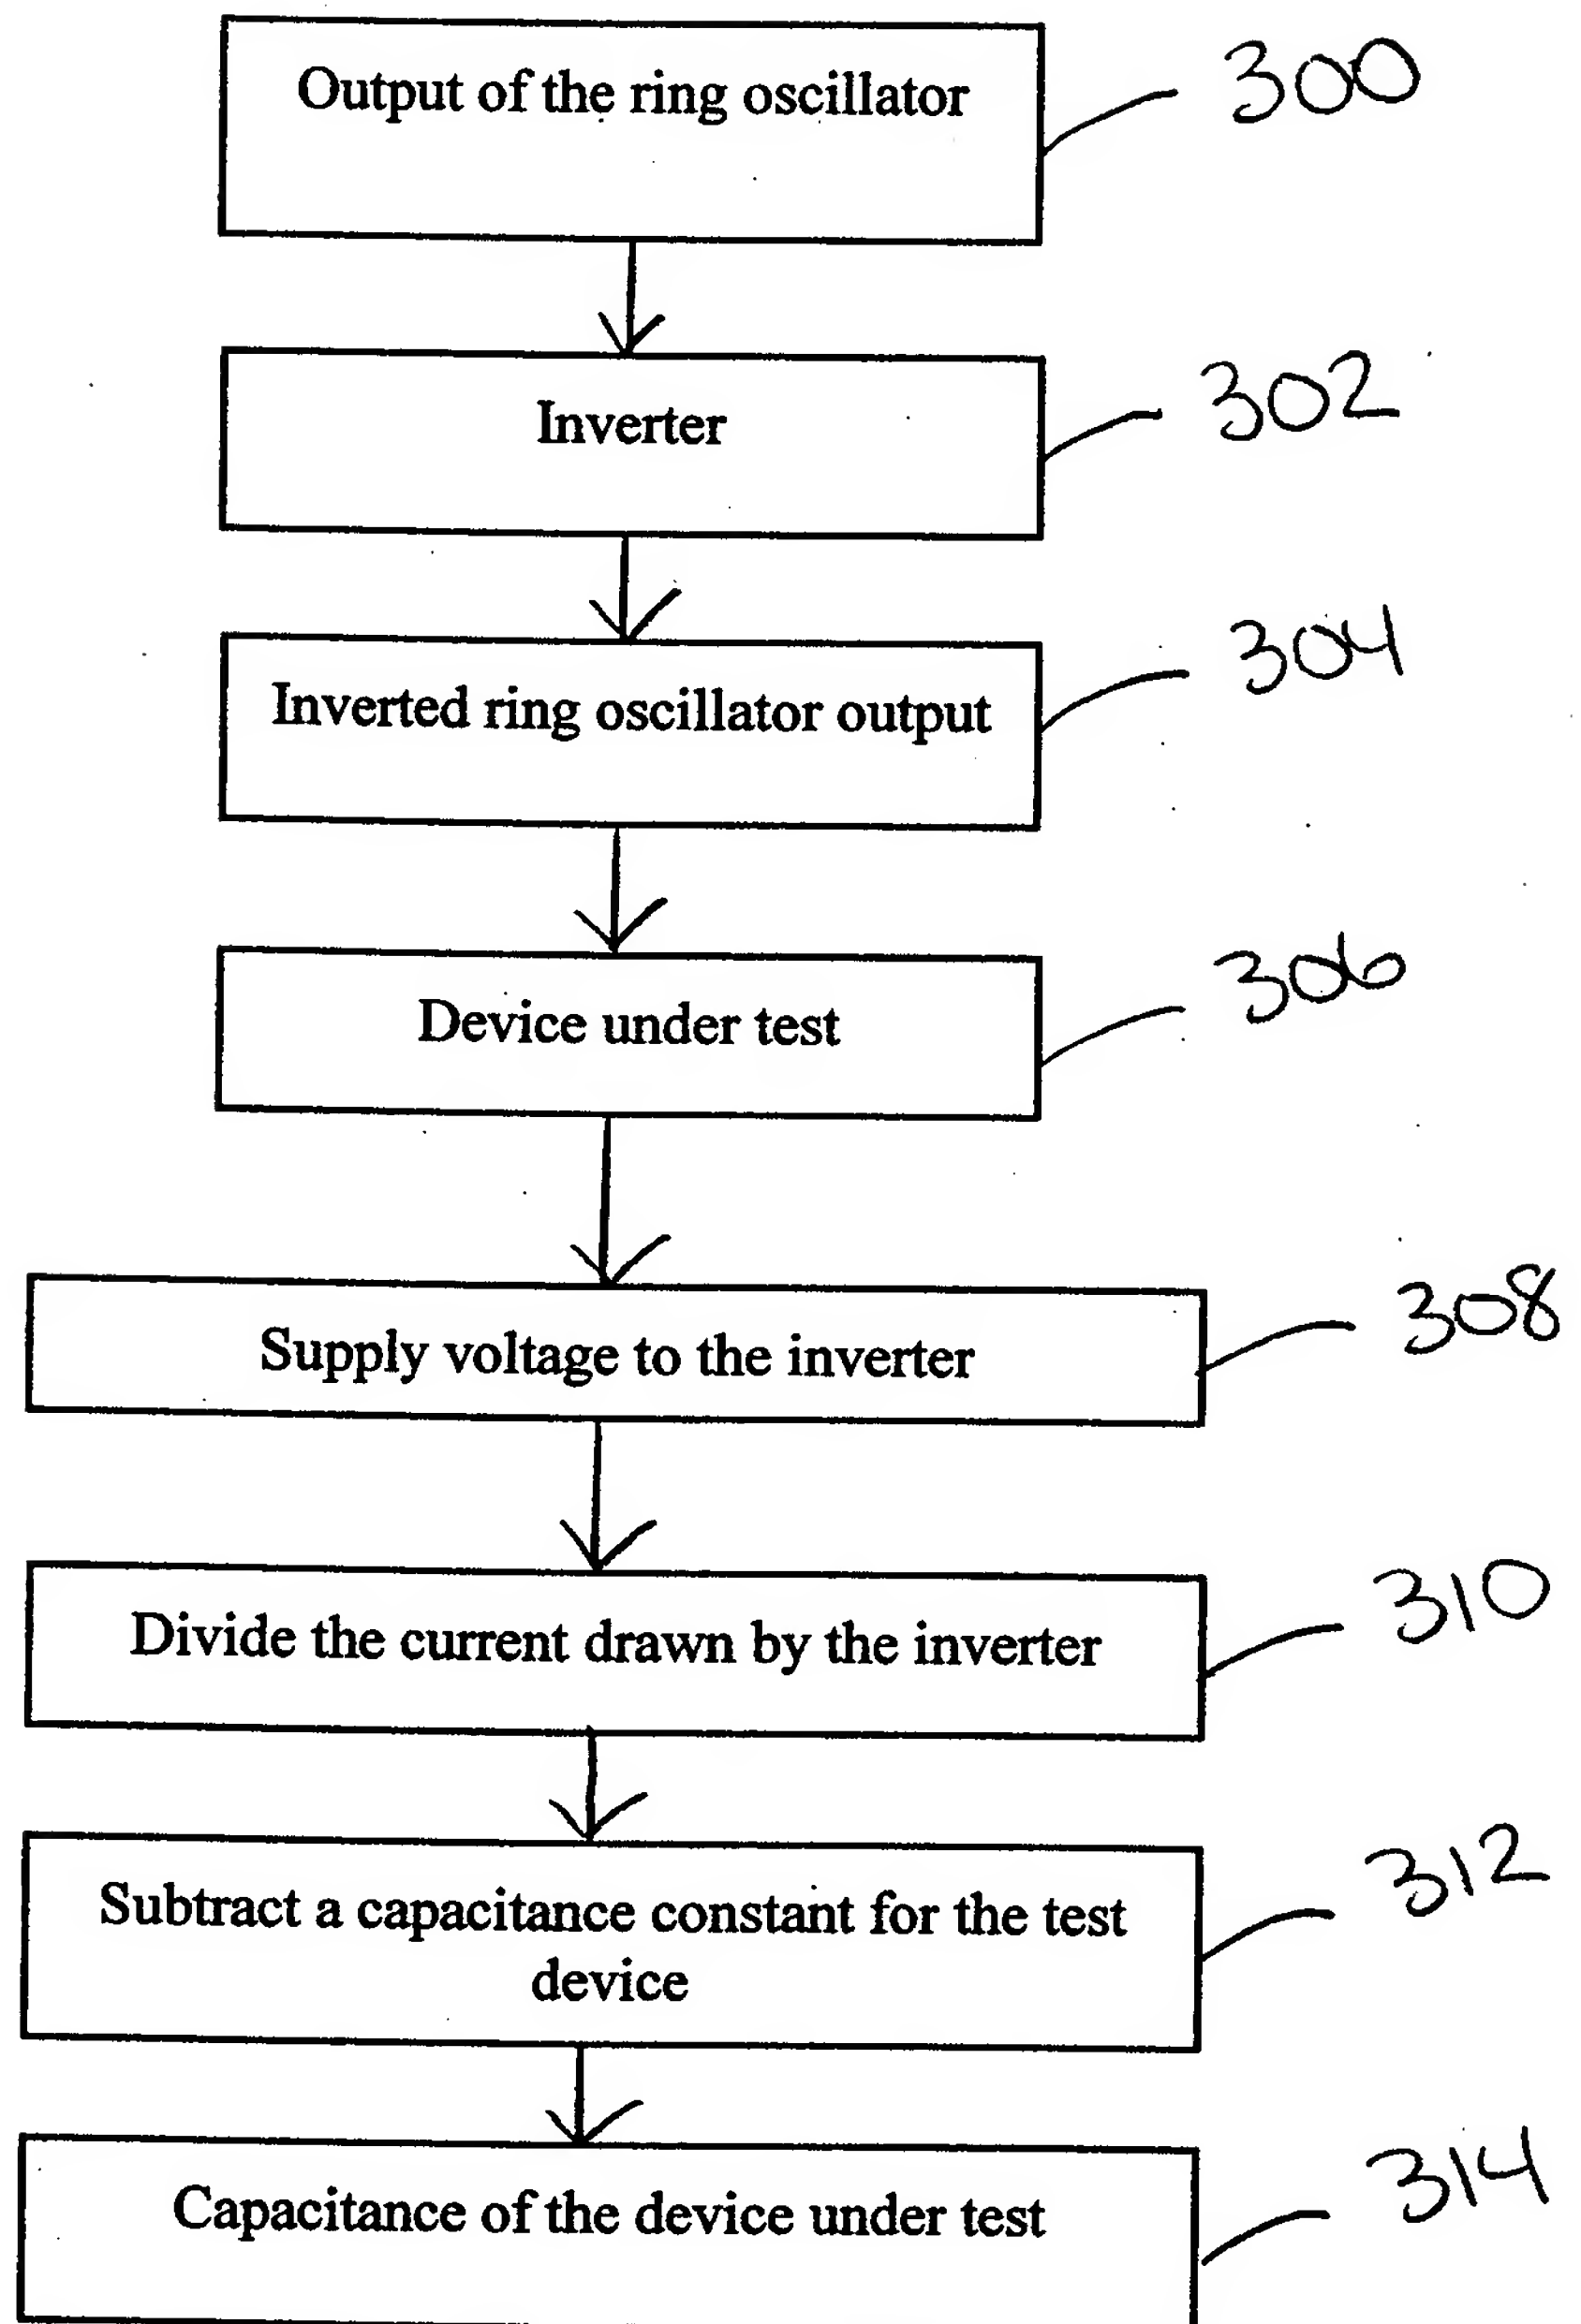 Output of the ring oscillator
300
Inverter
302
Inverted ring oscillator output
304
Device under test
306
Supply voltage to the inverter
308
Divide the current drawn by the inverter
310
Subtract a capacitance constant for the test
device
312
Capacitance of the device under test
314